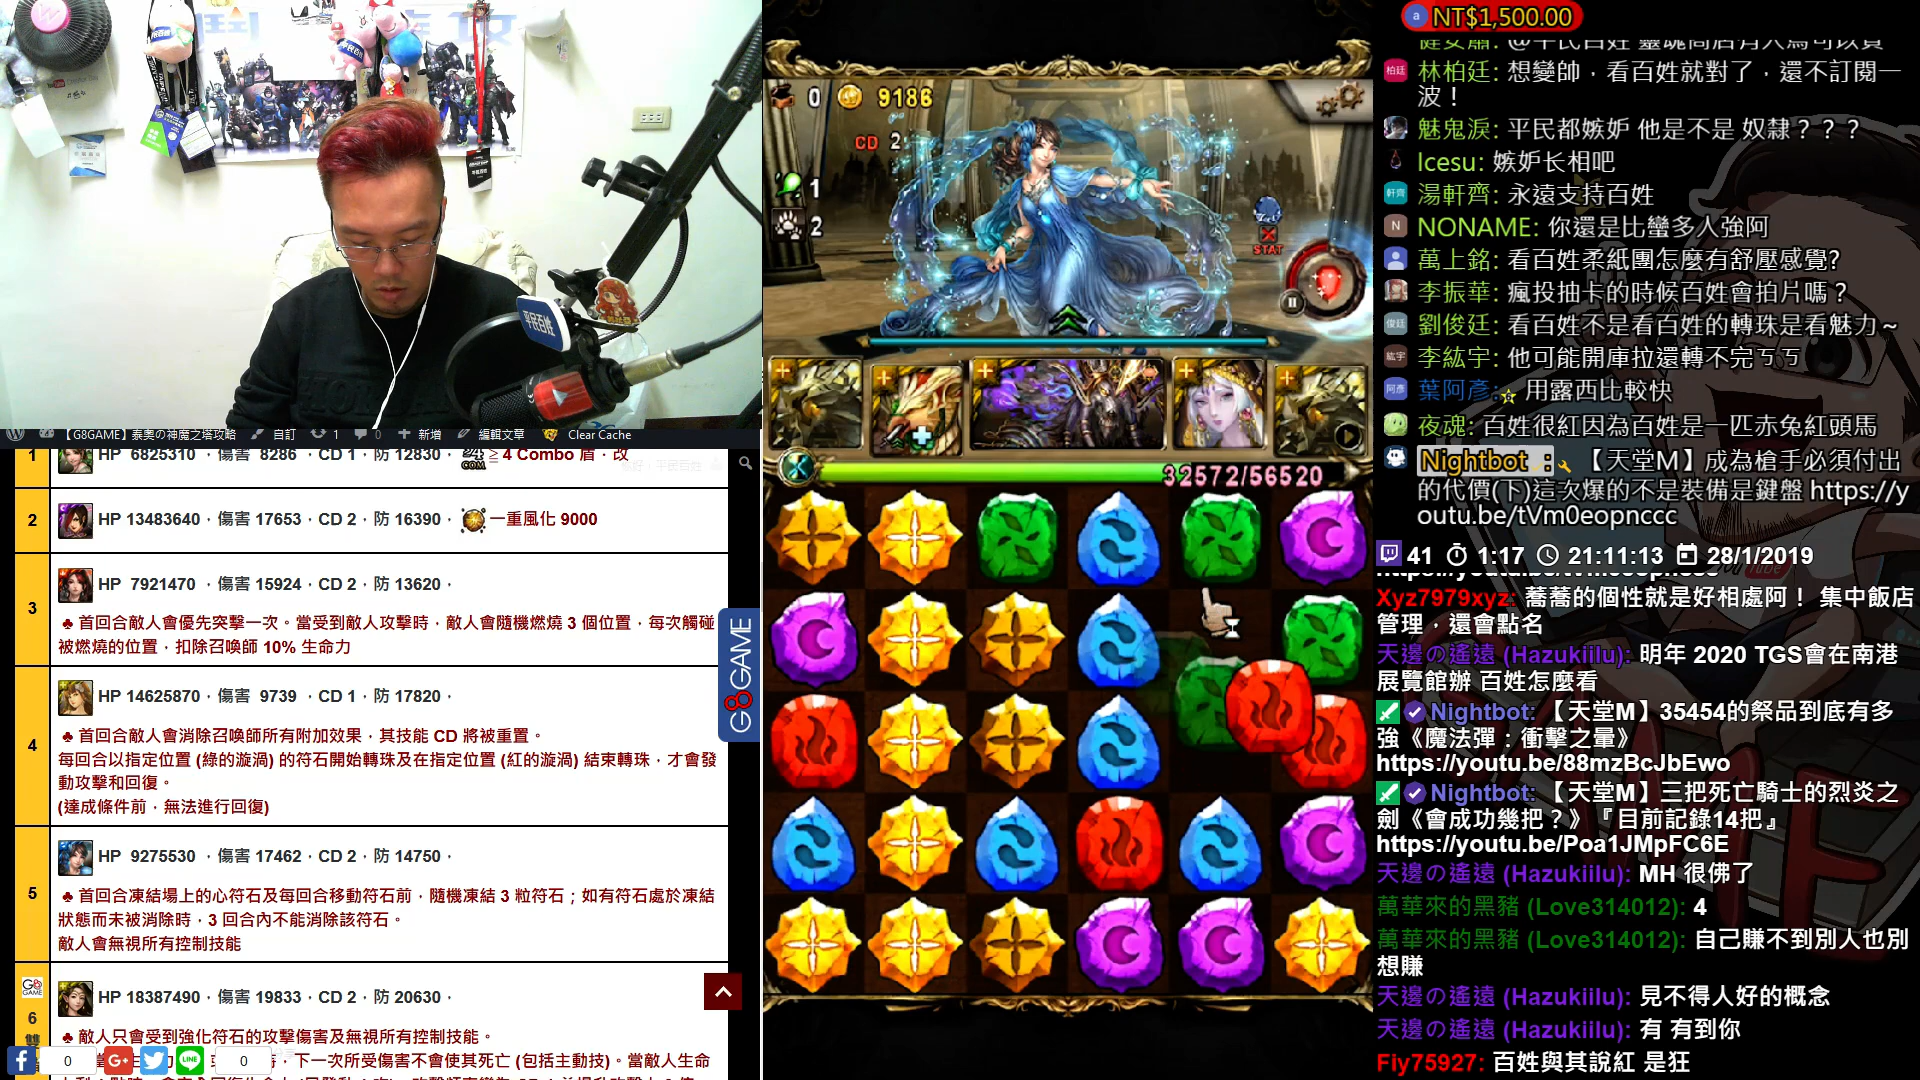 平民百姓
【G8GAME】泰奧の神魔之塔攻略 自訂 1 0 新增 編輯文章 Clear Cache
1 HP 6825310．傷害 8286．CD 1．防 12830． ≧4 Combo 盾．改
2 HP 13483640．傷害 17653．CD 2．防 16390． 一重風化 9000
3 HP 7921470 ．傷害 15924．CD 2．防 13620．
♣ 首回合敵人會優先突擊一次。當受到敵人攻擊時，敵人會隨機燃燒 3 個位置，每次觸碰
被燃燒的位置，扣除召喚師 10% 生命力
4 HP 14625870．傷害 9739 ．CD 1．防 17820．
♣ 首回合敵人會消除召喚師所有附加效果，其技能 CD 將被重置。
每回合以指定位置 (綠的漩渦) 的符石開始轉珠及在指定位置 (紅的漩渦) 結束轉珠，才會發
動攻擊和回復。
(達成條件前，無法進行回復)
5 HP 9275530 ．傷害 17462．CD 2．防 14750．
♣ 首回合凍結場上的心符石及每回合移動符石前，隨機凍結 3 粒符石；如有符石處於凍結
狀態而未被消除時，3 回合內不能消除該符石。
敵人會無視所有控制技能
6 HP 18387490．傷害 19833．CD 2．防 20630．
♣ 敵人只會受到強化符石的攻擊傷害及無視所有控制技能。
下一次所受傷害不會使其死亡 (包括主動技)。當敵人生命
G8GAME
0
0
0 9186
CD 2
1
2
STAT
32572/56520
NT$1,500.00
林柏廷: 想變帥，看百姓就對了，還不訂閱一
波！
魅鬼淚: 平民都嫉妒 他是不是 奴隸？？？
Icesu: 嫉妒长相吧
湯軒齊: 永遠支持百姓
NONAME: 你還是比蠻多人強阿
萬上銘: 看百姓柔紙團怎麼有舒壓感覺?
李振華: 瘋投抽卡的時候百姓會拍片嗎？
劉俊廷: 看百姓不是看百姓的轉珠是看魅力～
李紘宇: 他可能開庫拉還轉不完ㄎㄎ
葉阿彥: 用露西比較快
夜魂: 百姓很紅因為百姓是一匹赤兔紅頭馬
Nightbot : 【天堂M】成為槍手必須付出
的代價(下)這次爆的不是裝備是鍵盤 https://y
outu.be/tVm0eopnccc
41 1:17 21:11:13 28/1/2019
Xyz7979xyz: 蕎蕎的個性就是好相處阿！ 集中飯店
管理，還會點名
天邊の遙遠 (Hazukiilu): 明年 2020 TGS會在南港
展覽館辦 百姓怎麼看
Nightbot: 【天堂M】35454的祭品到底有多
強《魔法彈：衝擊之暈》
https://youtu.be/88mzBcJbEwo
Nightbot: 【天堂M】三把死亡騎士的烈炎之
劍《會成功幾把？》『目前記錄14把』
https://youtu.be/Poa1JMpFC6E
天邊の遙遠 (Hazukiilu): MH 很佛了
萬華來的黑豬 (Love314012): 4
萬華來的黑豬 (Love314012): 自己賺不到別人也別
想賺
天邊の遙遠 (Hazukiilu): 見不得人好的概念
天邊の遙遠 (Hazukiilu): 有 有到你
Fiy75927: 百姓與其說紅 是狂